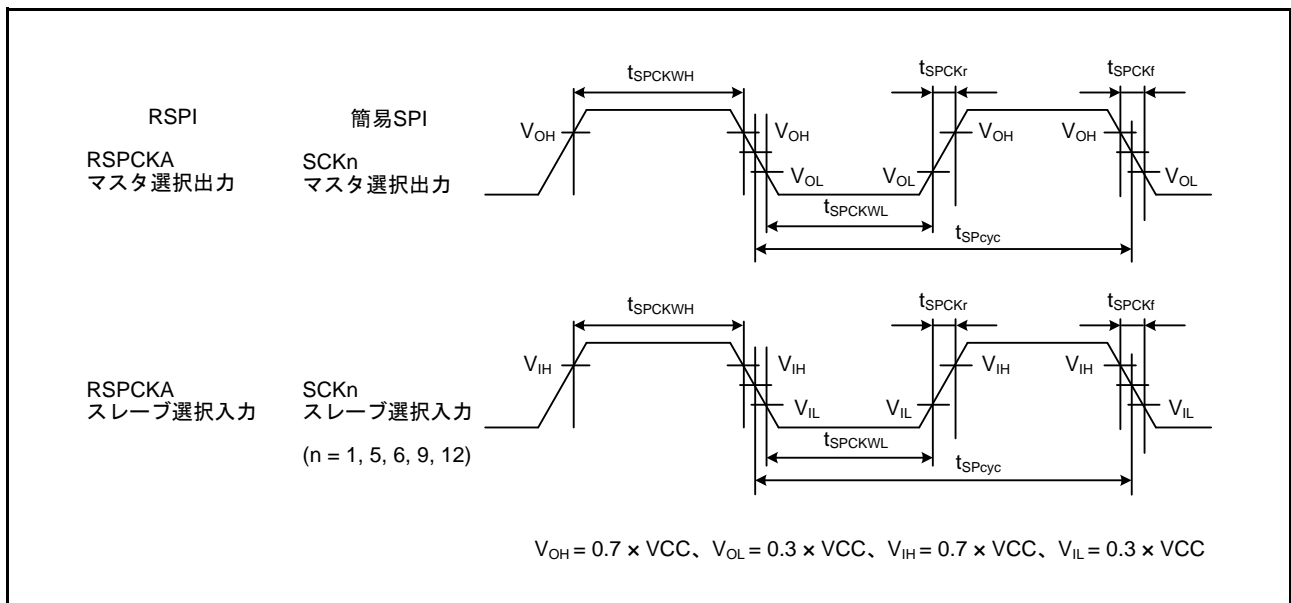 RSPI 簡易SPI
RSPCKA
マスタ選択出力
SCKn
マスタ選択出力
tSPCKWH
tSPCKr
tSPCKf
VOH
VOH
VOH
VOH
VOL
VOL
VOL
tSPCKWL
tSPcyc
RSPCKA
スレーブ選択入力
SCKn
スレーブ選択入力
(n = 1, 5, 6, 9, 12)
tSPCKWH
tSPCKr
tSPCKf
VIH
VIH
VIH
VIH
VIL
VIL
VIL
tSPCKWL
tSPcyc
VOH = 0.7 × VCC、VOL = 0.3 × VCC、VIH = 0.7 × VCC、VIL = 0.3 × VCC